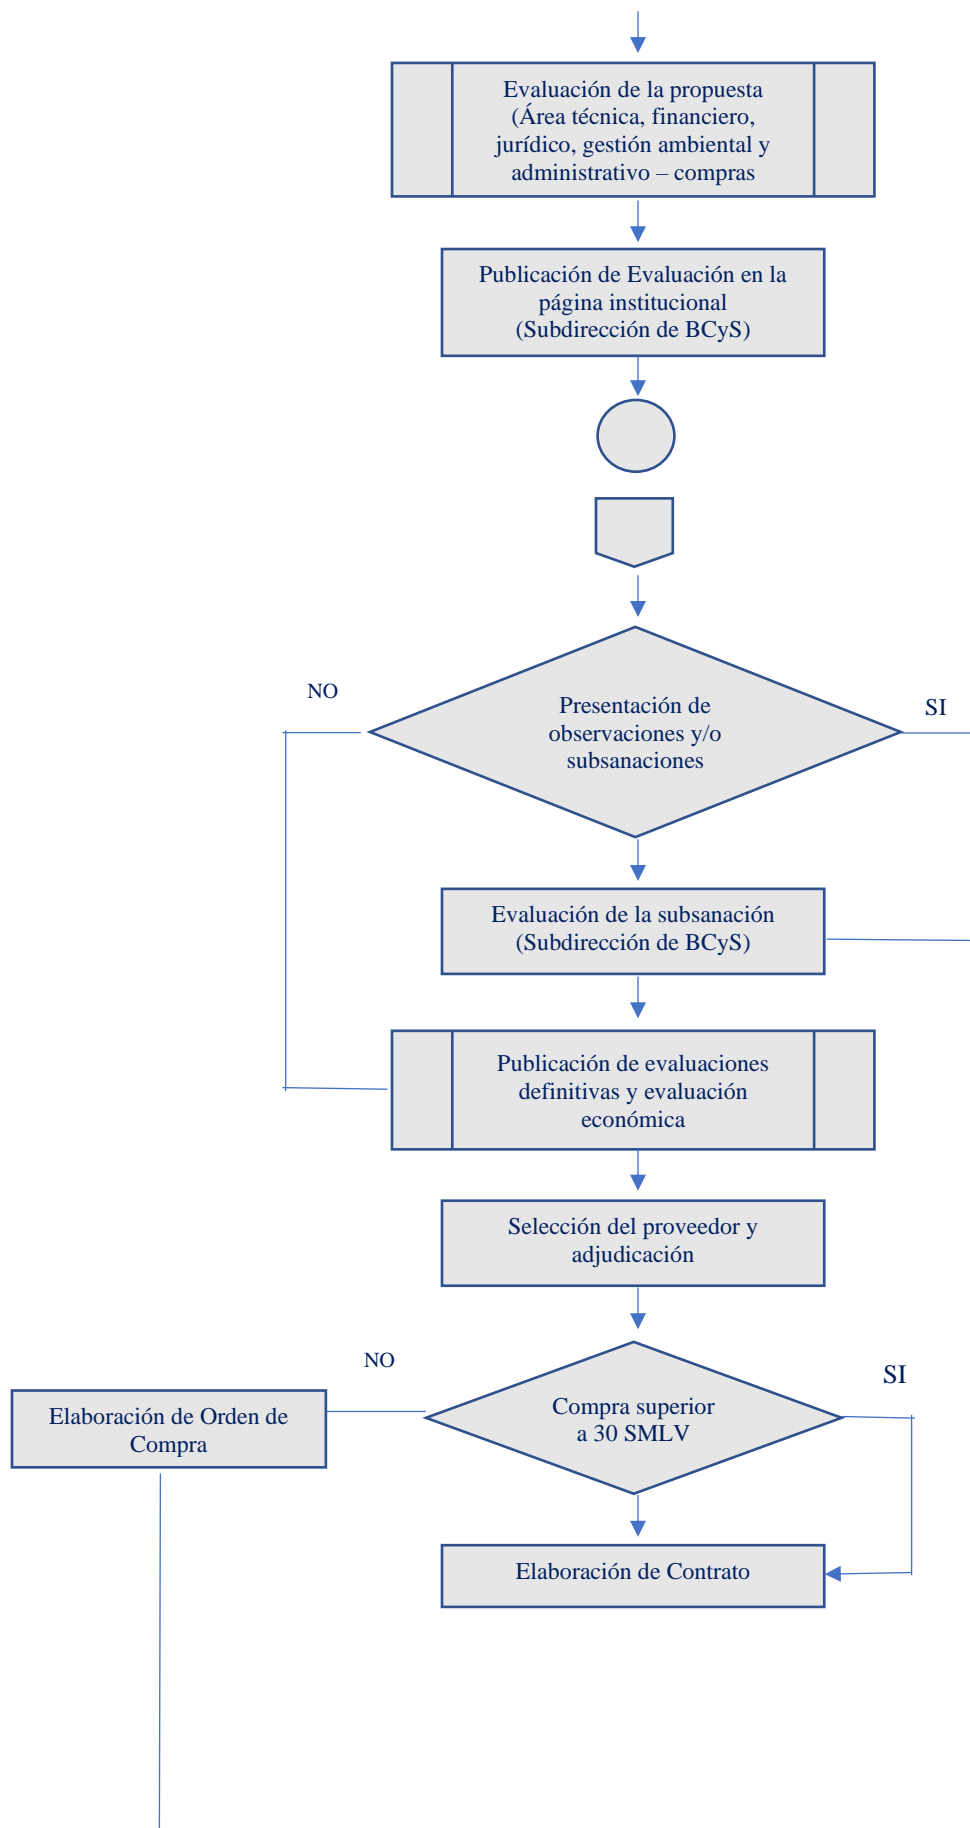 Evaluación de la propuesta
(Área técnica, financiero,
jurídico, gestión ambiental y
administrativo – compras
Publicación de Evaluación en la
página institucional
(Subdirección de BCyS)
NO
SI
Presentación de
observaciones y/o
subsanaciones
Evaluación de la subsanación
(Subdirección de BCyS)
Publicación de evaluaciones
definitivas y evaluación
económica
Selección del proveedor y
adjudicación
NO
SI
Elaboración de Orden de
Compra
Compra superior
a 30 SMLV
Elaboración de Contrato